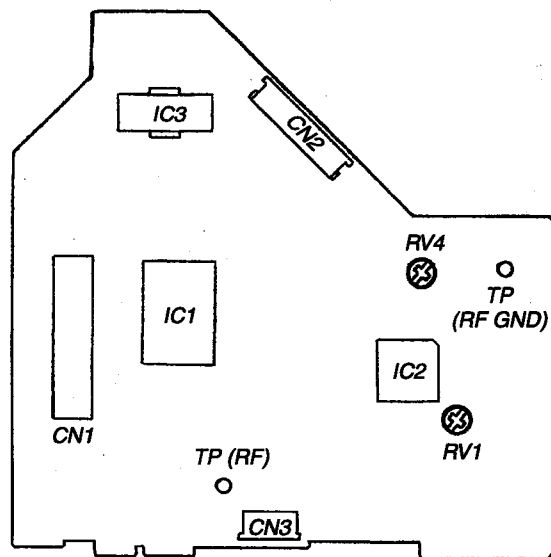 IC3
CN2
RV4
TP
(RF GND)
IC1
IC2
CN1
RV1
TP (RF)
CN3